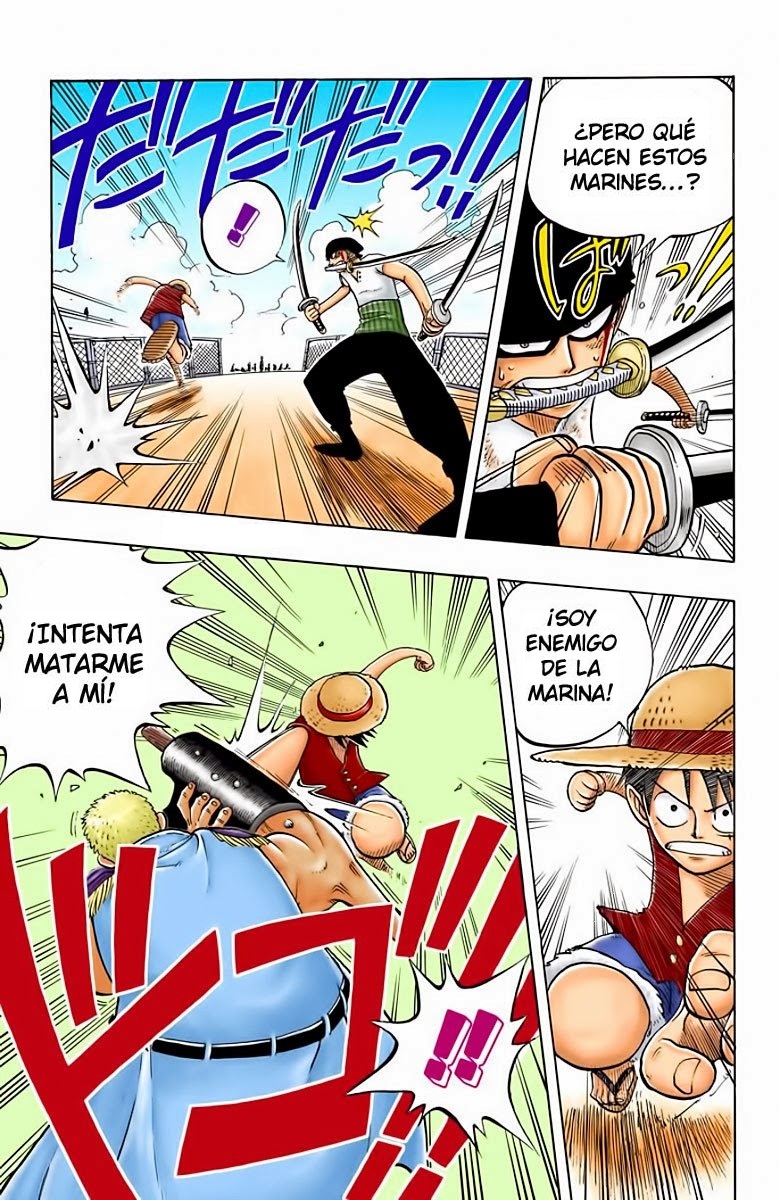 ¿PERO QUÉ
HACEN ESTOS
MARINES...?
ばっ!!
だだだっ!!
!
¡SOY
ENEMIGO
DE LA
MARINA!
¡INTENTA
MATARME
A MÍ!
ドコ!!!
!!